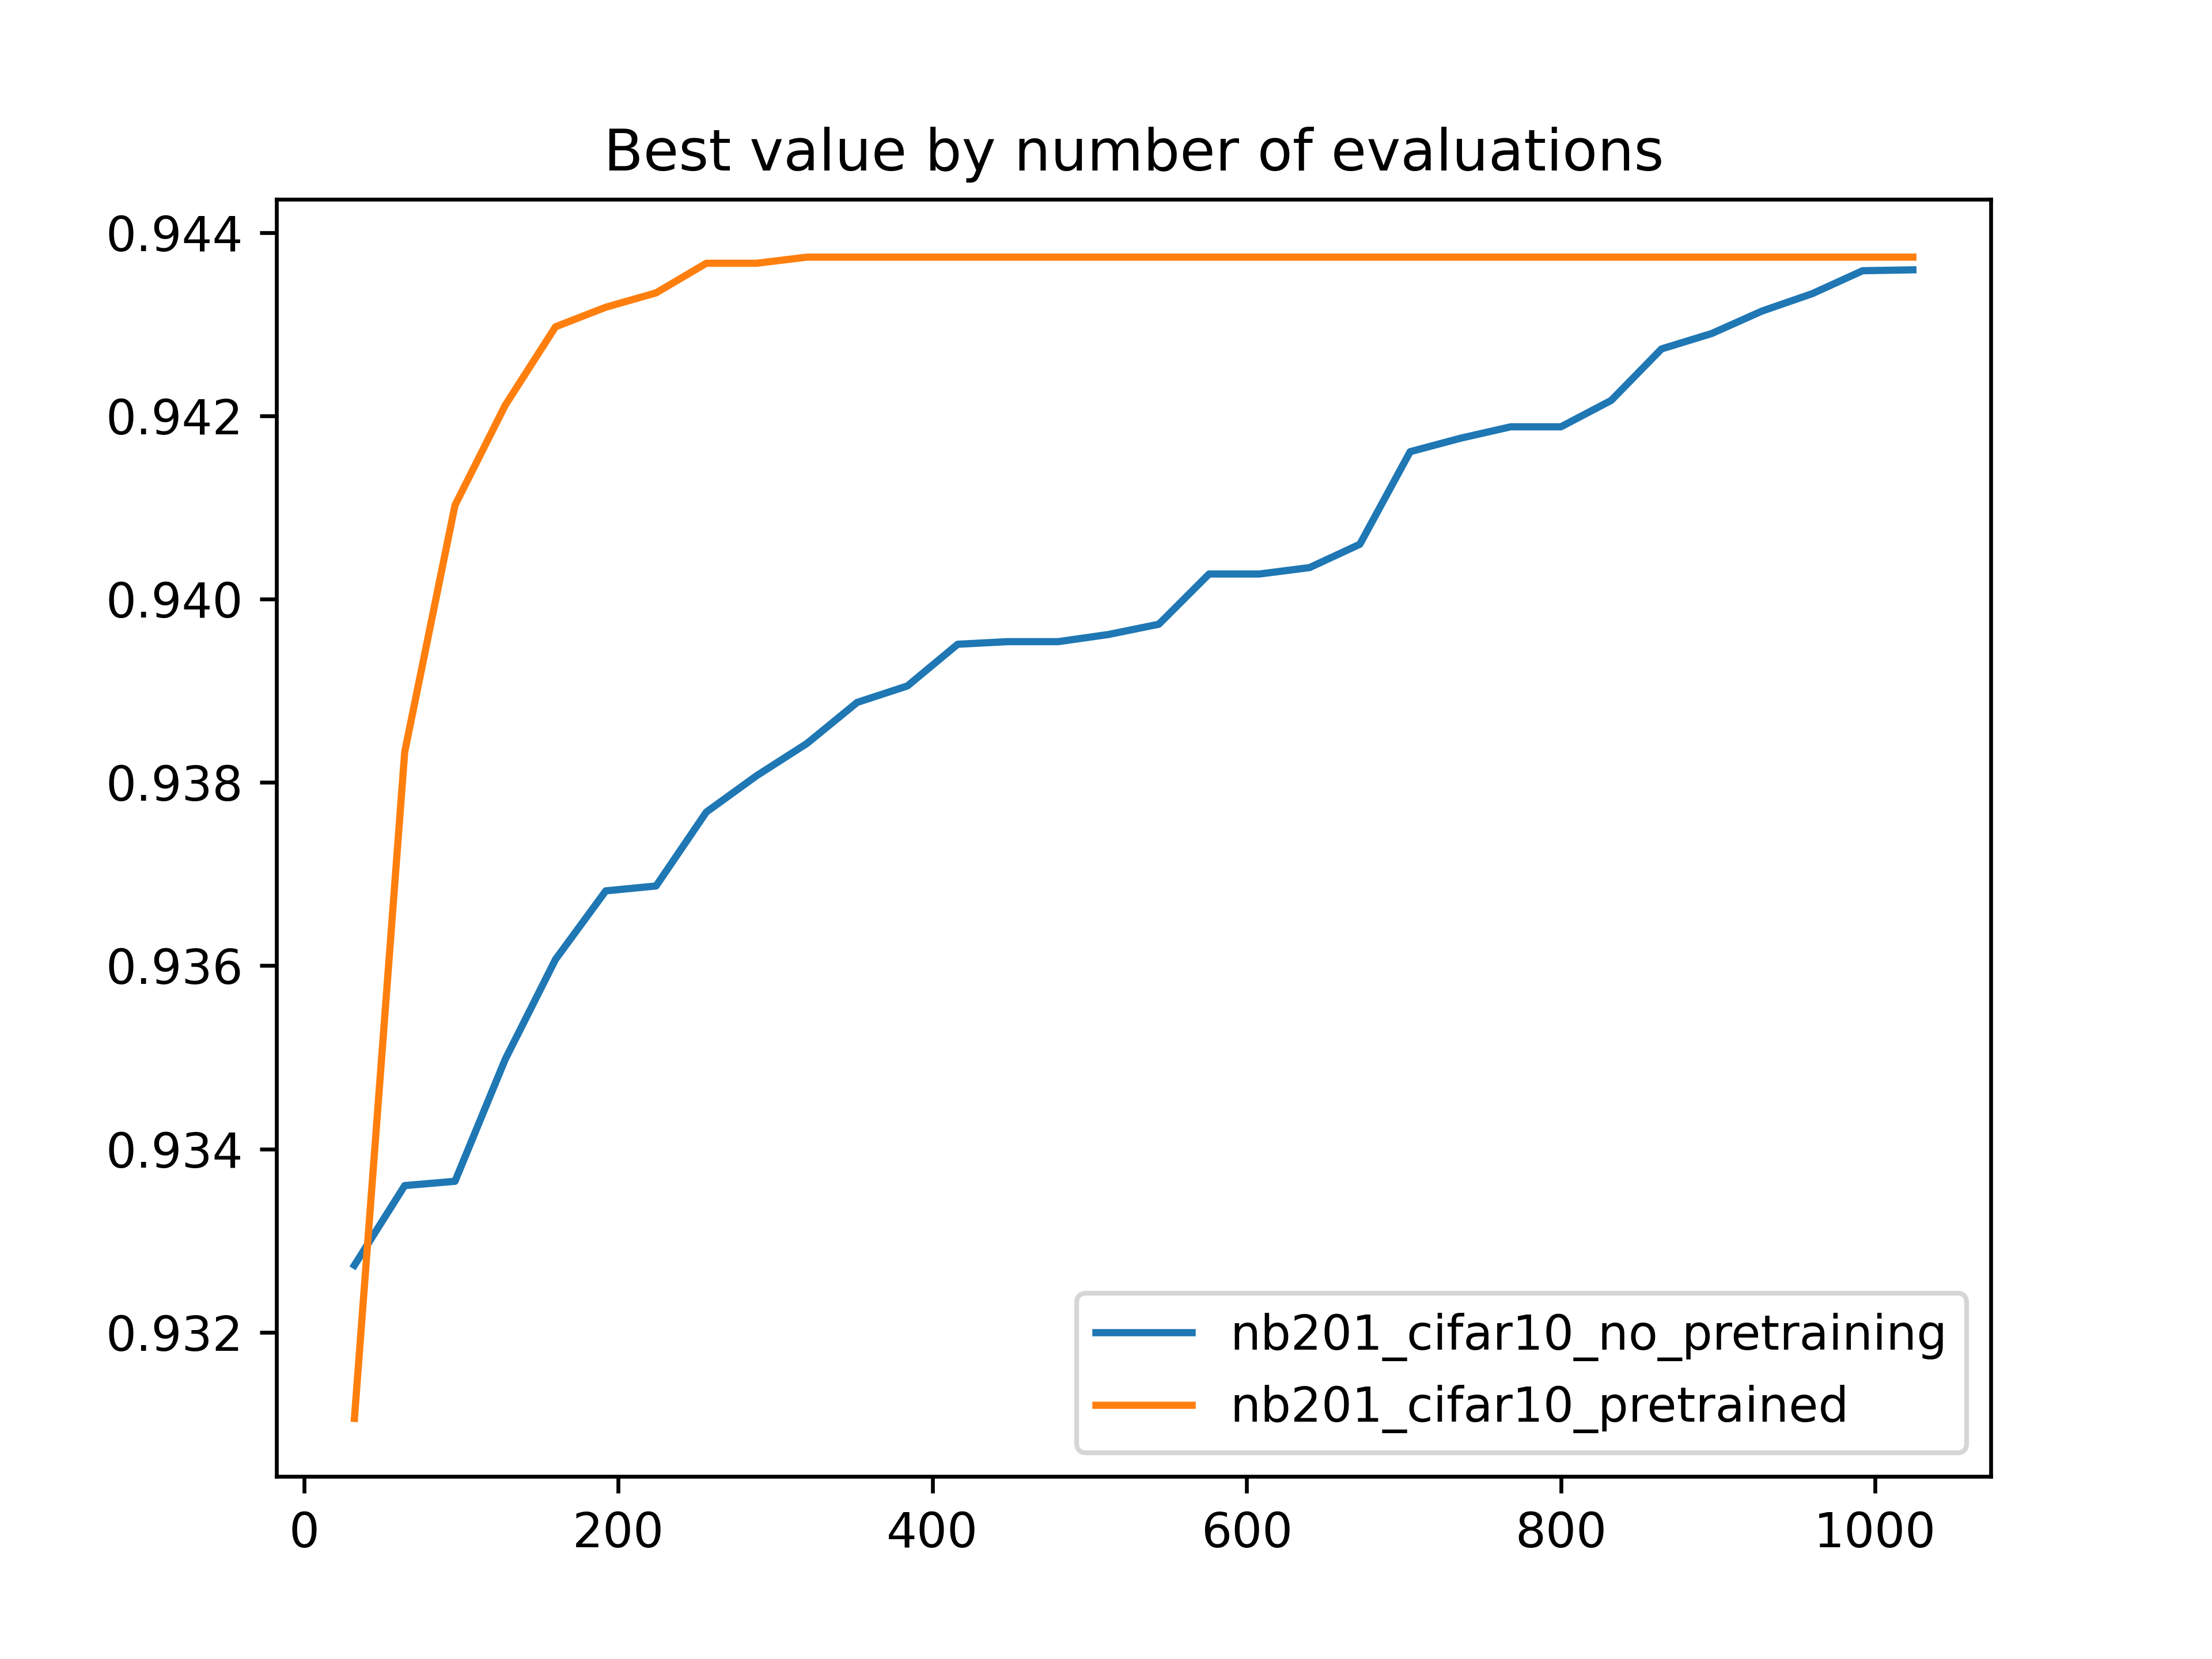 Best value by number of evaluations
0.944
0.942
0.940
0.938
0.936
0.934
0.932
nb201_cifar10_no_pretraining
nb201_cifar10_pretrained
0 200 400 600 800 1000